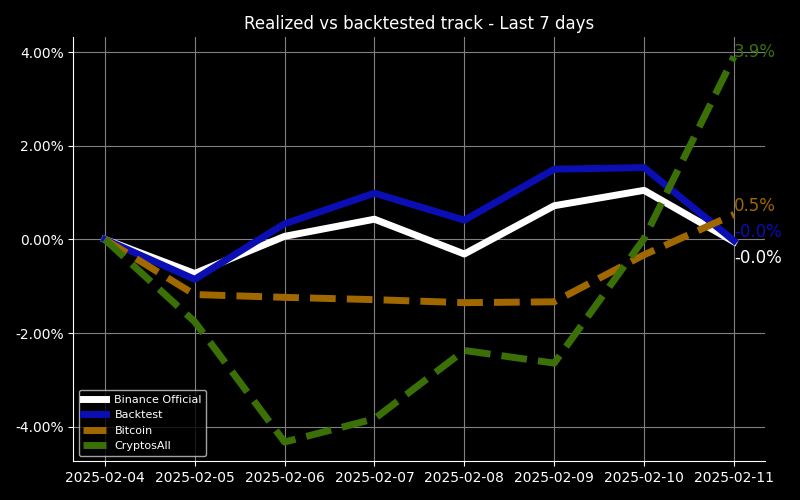 Realized vs backtested track - Last 7 days
4.00%
2.00%
0.00%
-2.00%
-4.00%
3.9%
0.5%
-0.0%
-0.0%
Binance Official
Backtest
Bitcoin
CryptosAll
2025-02-04 2025-02-05 2025-02-06 2025-02-07 2025-02-08 2025-02-09 2025-02-10 2025-02-11